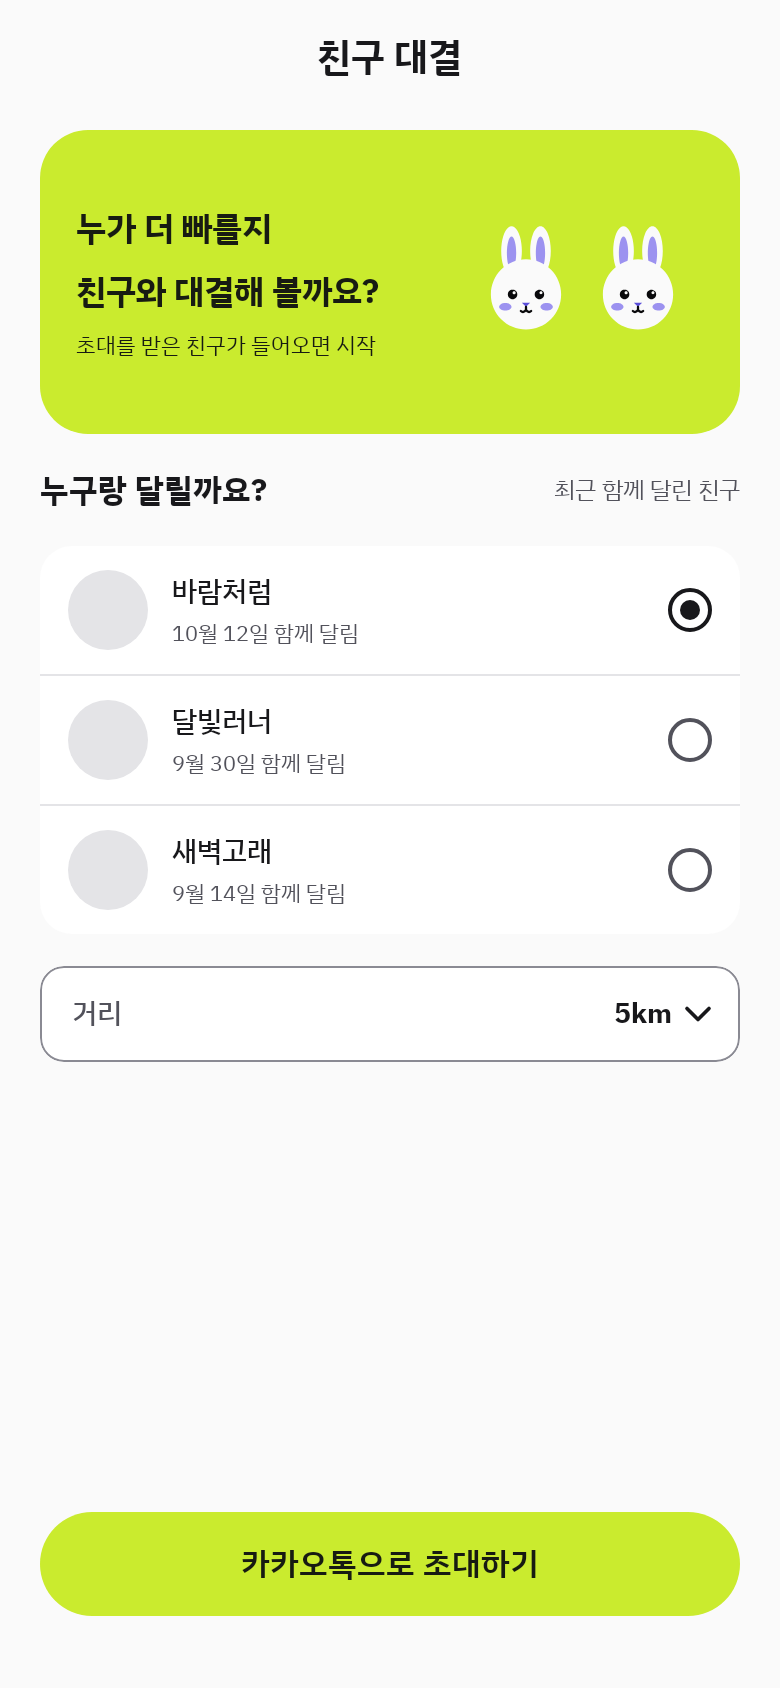 친구 대결
누가 더 빠를지
친구와 대결해 볼까요?
초대를 받은 친구가 들어오면 시작
누구랑 달릴까요?
최근 함께 달린 친구
바람처럼
10월 12일 함께 달림
달빛러너
9월 30일 함께 달림
새벽고래
9월 14일 함께 달림
거리
5km
카카오톡으로 초대하기